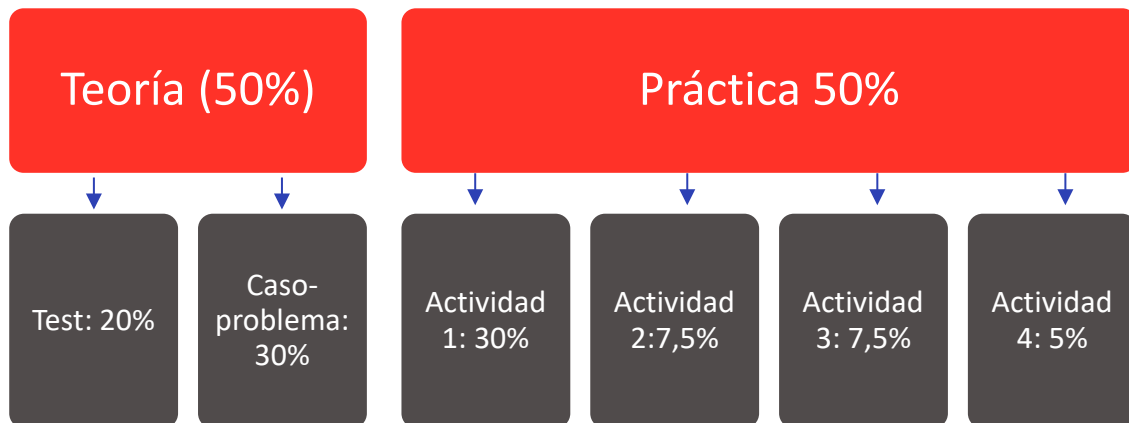 Teoría (50%)
Práctica 50%
Test: 20%
Caso-
problema:
30%
Actividad
1: 30%
Actividad
2:7,5%
Actividad
3: 7,5%
Actividad
4: 5%